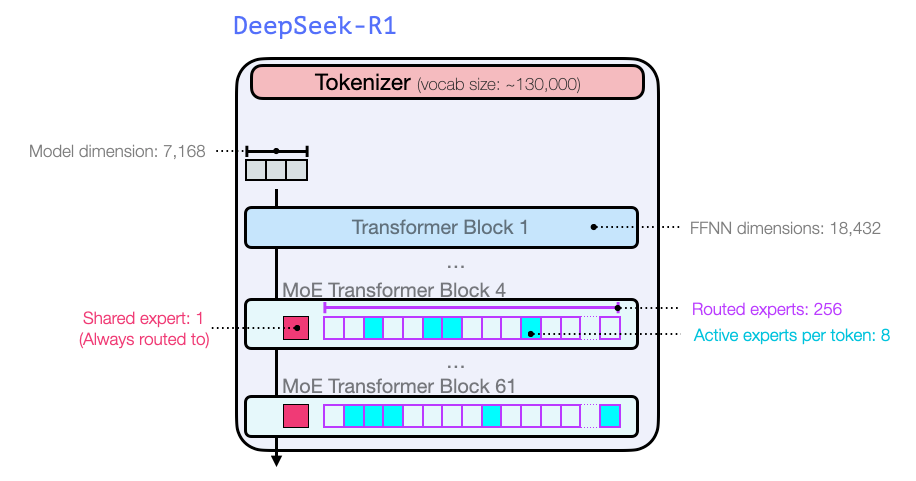 DeepSeek-R1
Tokenizer (vocab size: ~130,000)
Model dimension: 7,168
Transformer Block 1
FFNN dimensions: 18,432
...
MoE Transformer Block 4
Routed experts: 256
Shared expert: 1
(Always routed to)
Active experts per token: 8
...
MoE Transformer Block 61